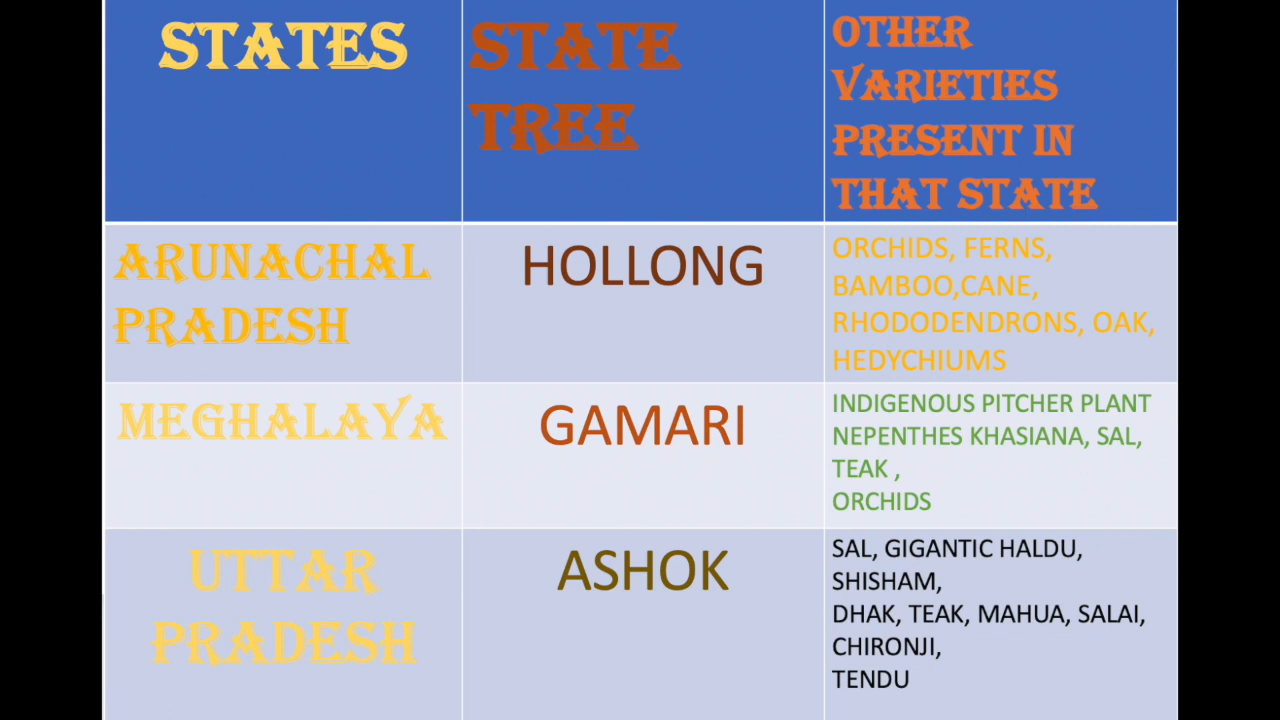 STATES
STATE
TREE
OTHER
VARIETIES
PRESENT IN
THAT STATE
ARUNACHAL
PRADESH
HOLLONG
ORCHIDS, FERNS,
BAMBOO,CANE,
RHODODENDRONS, OAK,
HEDYCHIUMS
MEGHALAYA
GAMARI
INDIGENOUS PITCHER PLANT
NEPENTHES KHASIANA, SAL,
TEAK ,
ORCHIDS
UTTAR
PRADESH
ASHOK
SAL, GIGANTIC HALDU,
SHISHAM,
DHAK, TEAK, MAHUA, SALAI,
CHIRONJI,
TENDU